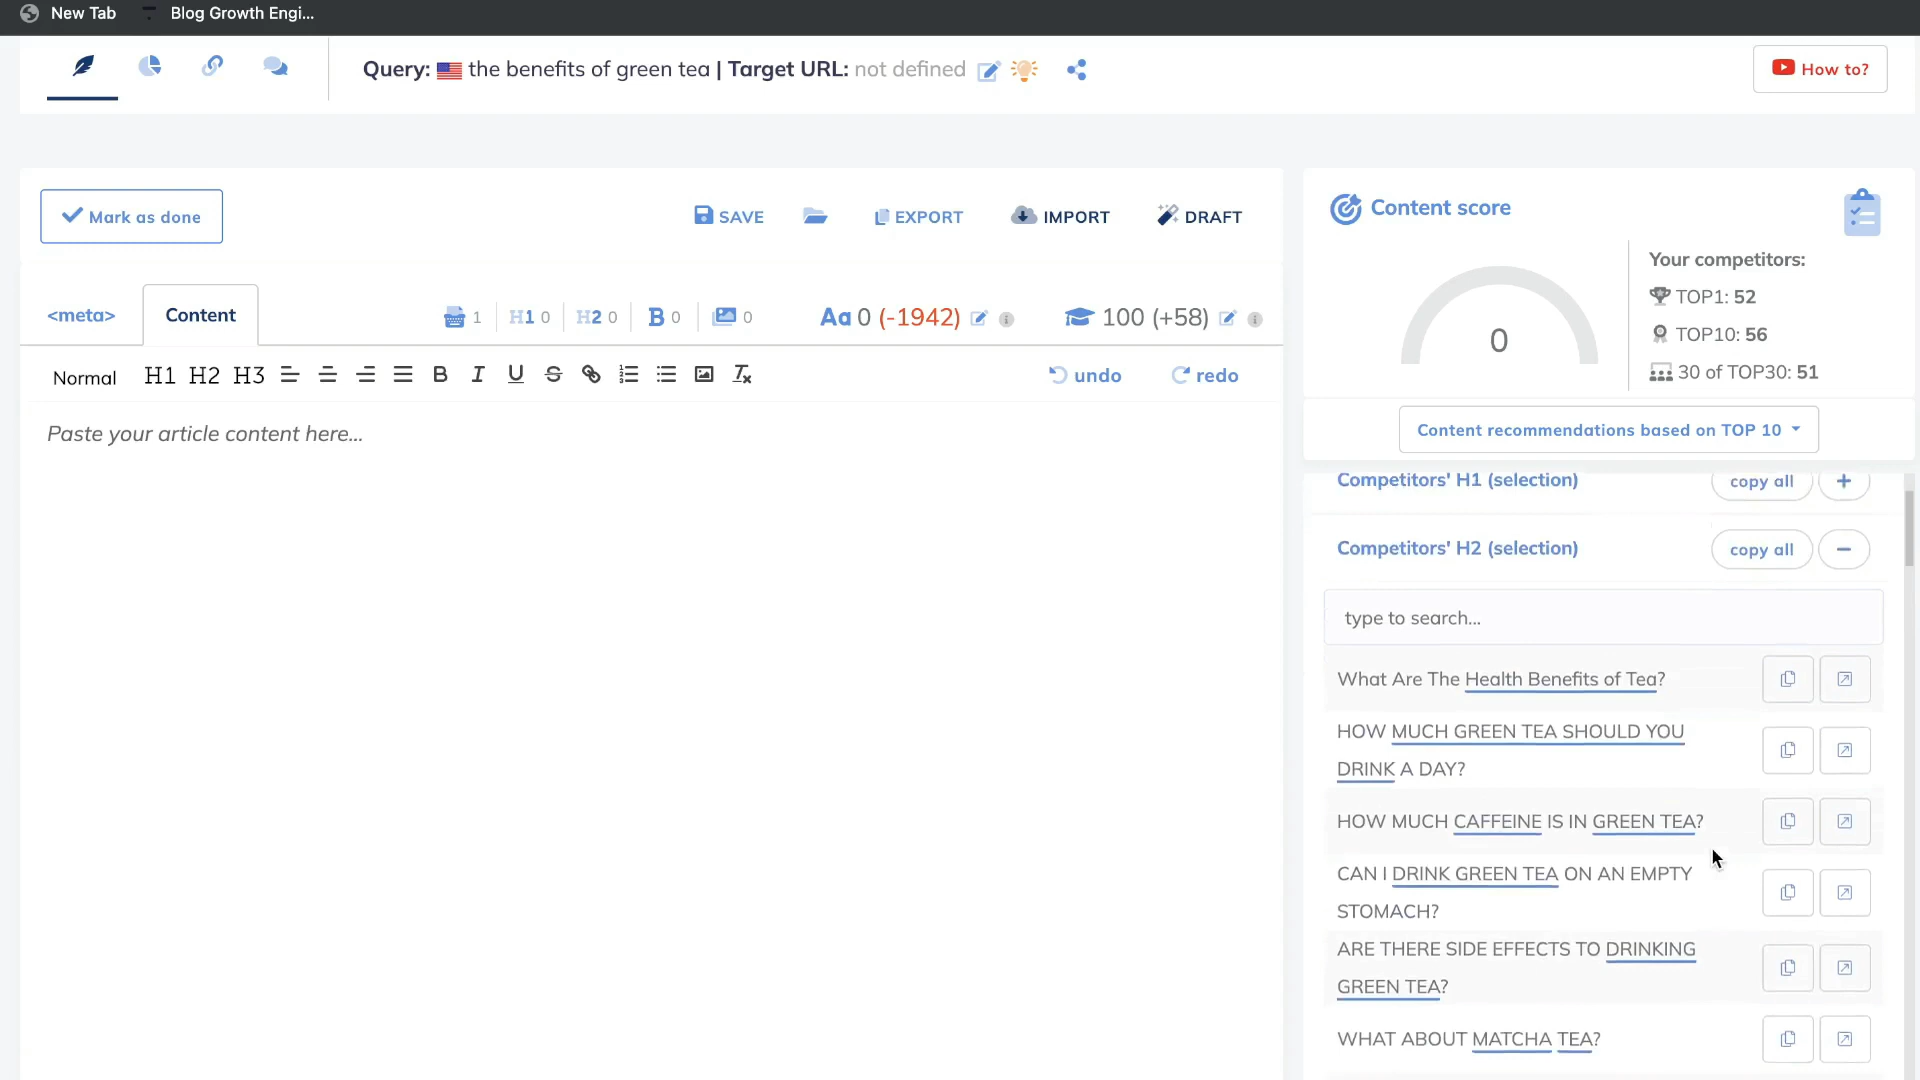 New Tab Blog Growth Engi...
Query: the benefits of green tea | Target URL: not defined
How to?
Mark as done
SAVE EXPORT IMPORT DRAFT
<meta> Content 1 H1 0 H2 0 B 0 0 Aa 0 (-1942) 100 (+58)
Normal H1 H2 H3 undo redo
Paste your article content here...
Content score
0
Your competitors:
TOP1: 52
TOP10: 56
30 of TOP30: 51
Content recommendations based on TOP 10
Competitors' H1 (selection) copy all +
Competitors' H2 (selection) copy all −
type to search...
What Are The Health Benefits of Tea?
HOW MUCH GREEN TEA SHOULD YOU
DRINK A DAY?
HOW MUCH CAFFEINE IS IN GREEN TEA?
CAN I DRINK GREEN TEA ON AN EMPTY
STOMACH?
ARE THERE SIDE EFFECTS TO DRINKING
GREEN TEA?
WHAT ABOUT MATCHA TEA?